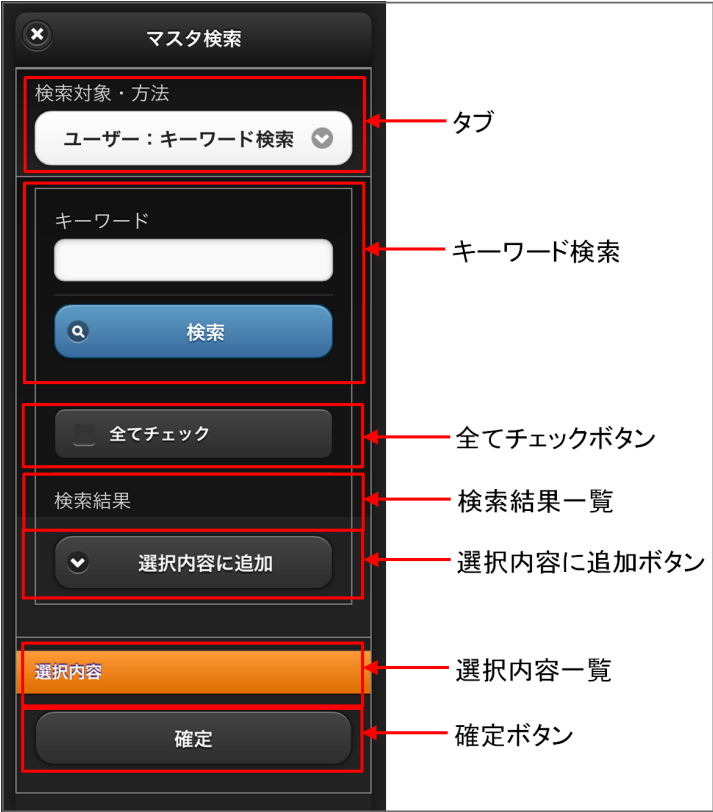 マスタ検索
検索対象・方法
ユーザー：キーワード検索
タブ
キーワード
キーワード検索
検索
全てチェック
全てチェックボタン
検索結果
検索結果一覧
選択内容に追加
選択内容に追加ボタン
選択内容
選択内容一覧
確定
確定ボタン